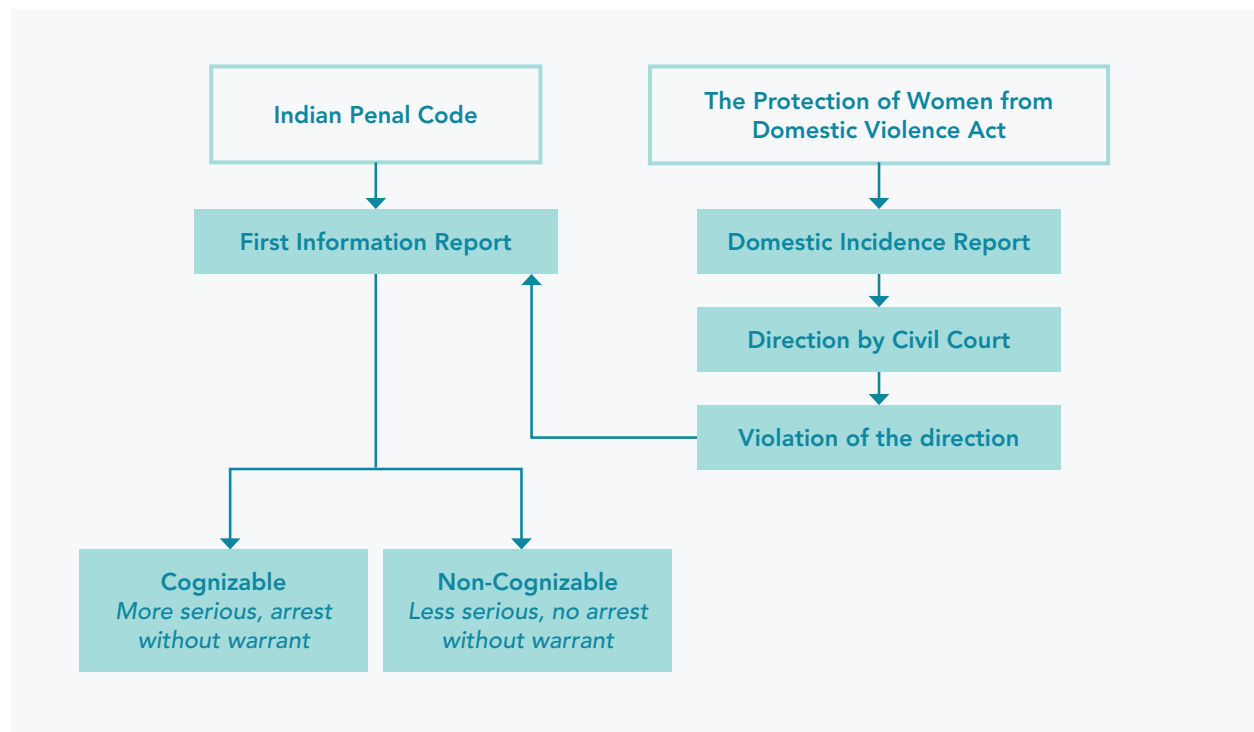 Indian Penal Code
The Protection of Women from
Domestic Violence Act
First Information Report
Domestic Incidence Report
Direction by Civil Court
Violation of the direction
Cognizable
More serious, arrest
without warrant
Non-Cognizable
Less serious, no arrest
without warrant